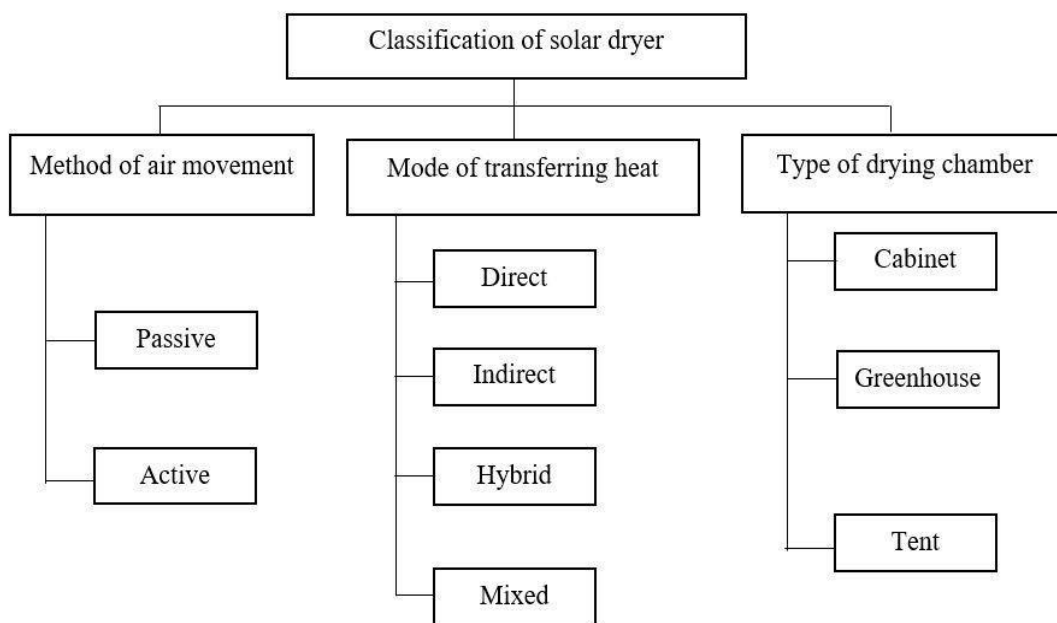 Classification of solar dryer
Method of air movement
Mode of transferring heat
Type of drying chamber
Passive
Active
Direct
Indirect
Hybrid
Mixed
Cabinet
Greenhouse
Tent